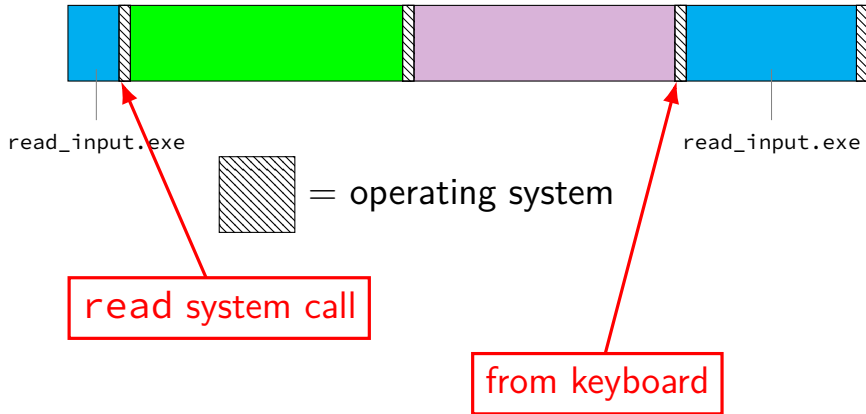 read_input.exe
read_input.exe
= operating system
read system call
from keyboard